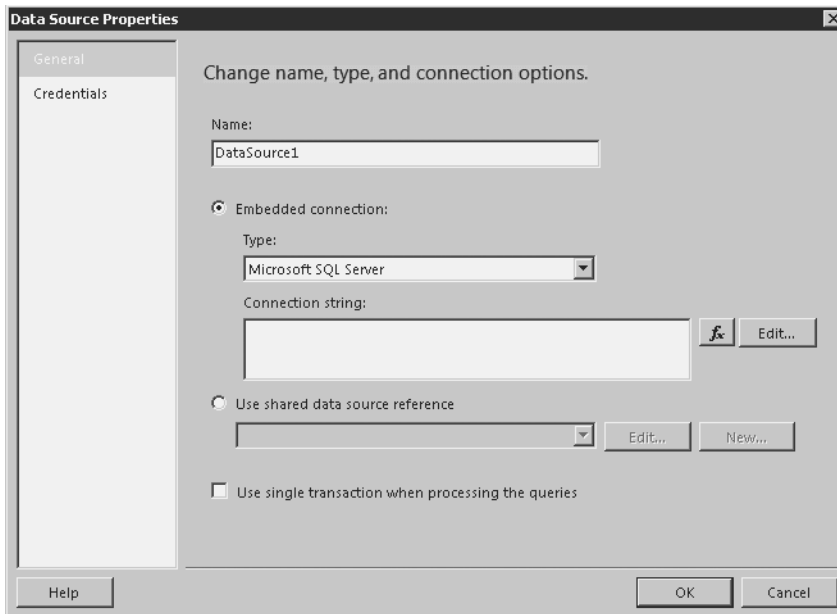 Data Source Properties
General
Credentials
Change name, type, and connection options.
Name:
DataSource1
Embedded connection:
Type:
Microsoft SQL Server
Connection string:
fx
Edit...
Use shared data source reference
Edit...
New...
Use single transaction when processing the queries
Help
OK
Cancel